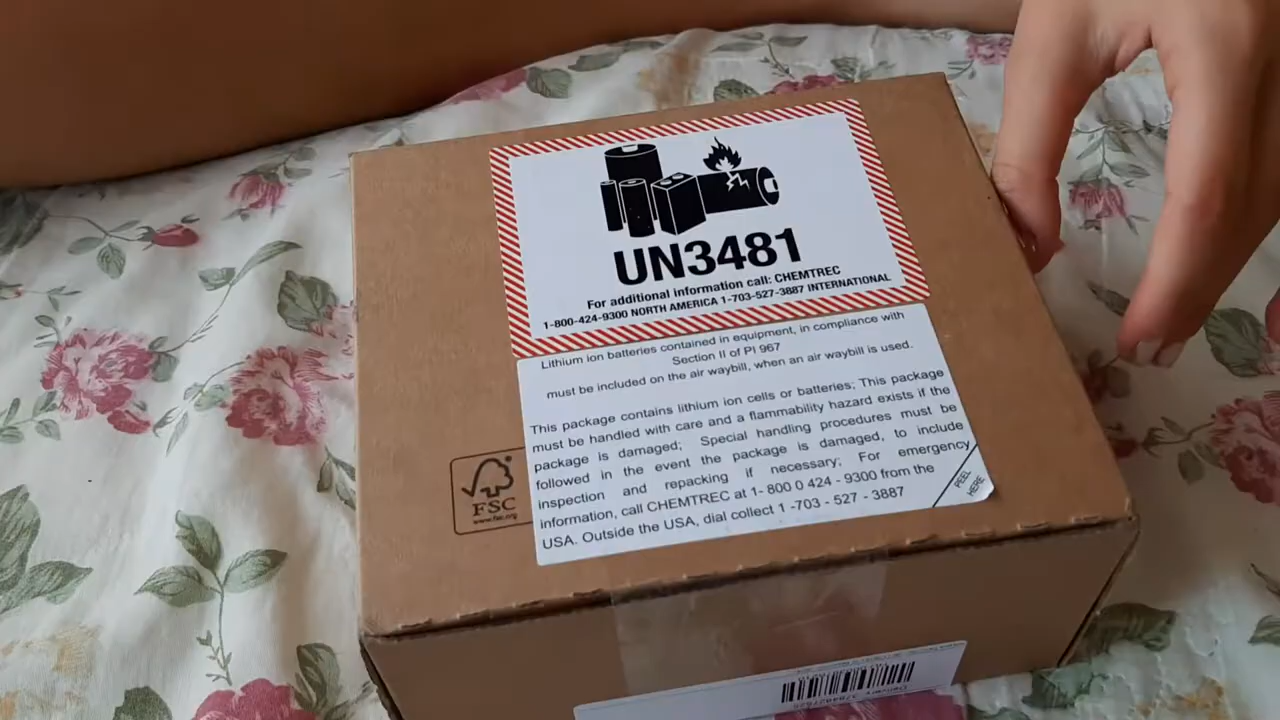 UN3481
For additional information call: CHEMTREC
1-800-424-9300 NORTH AMERICA 1-703-527-3887 INTERNATIONAL
Lithium ion batteries contained in equipment, in compliance with
Section II of PI 967
must be included on the air waybill, when an air waybill is used.
This package contains lithium ion cells or batteries; This package
must be handled with care and a flammability hazard exists if the
package is damaged; Special handling procedures must be
followed in the event the package is damaged, to include
inspection and repacking if necessary; For emergency
information, call CHEMTREC at 1- 800 0 424 - 9300 from the
USA. Outside the USA, dial collect 1 -703 - 527 - 3887
PEEL
HERE
FSC
www.fsc.org
Delivery